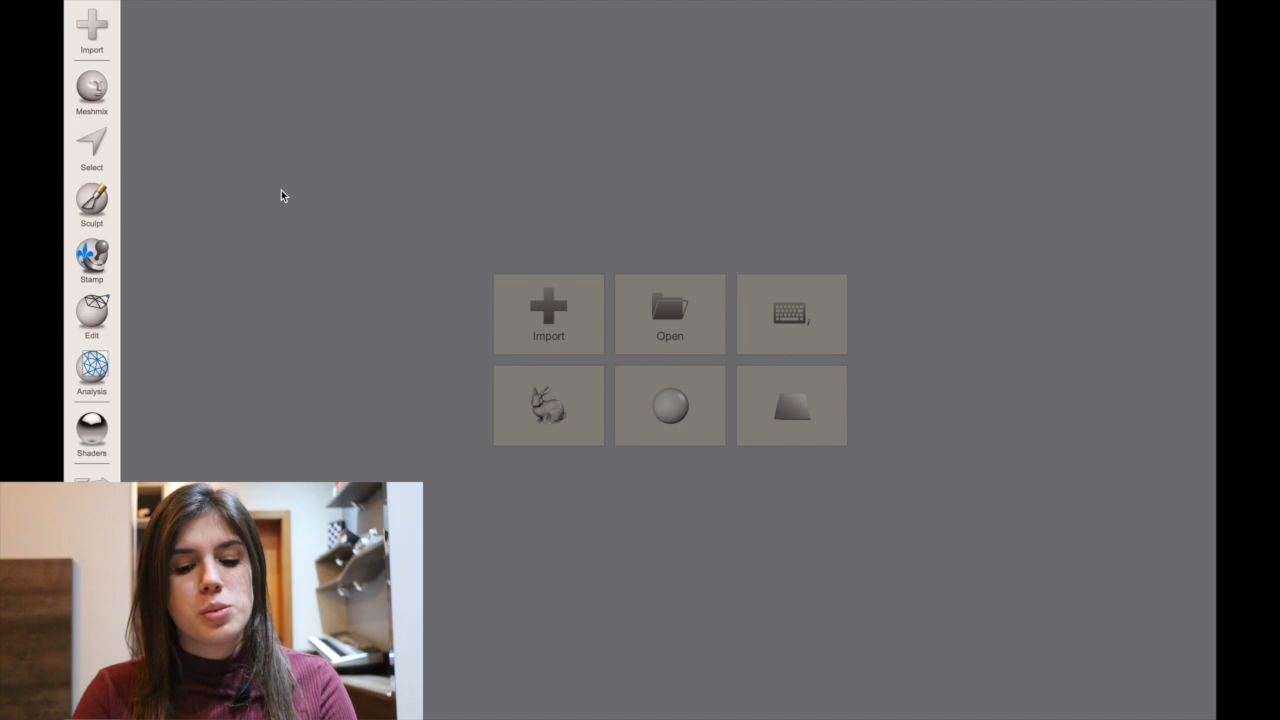 Import
Meshmix
Select
Sculpt
Stamp
Edit
Analysis
Shaders
Import
Open